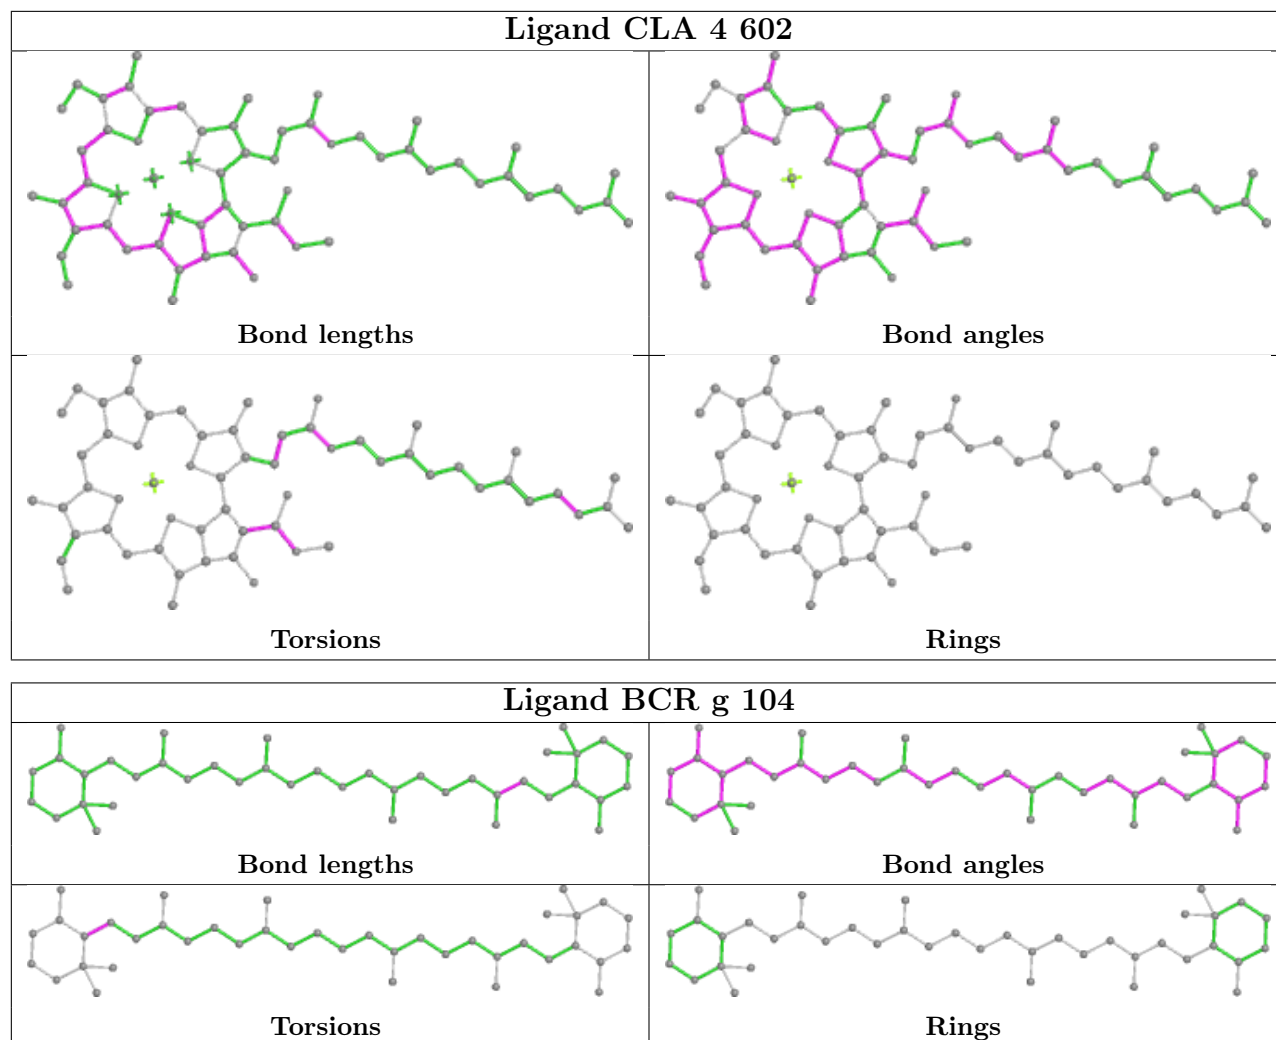 Ligand CLA 4 602
Bond lengths
Bond angles
Torsions
Rings
Ligand BCR g 104
Bond lengths
Bond angles
Torsions
Rings